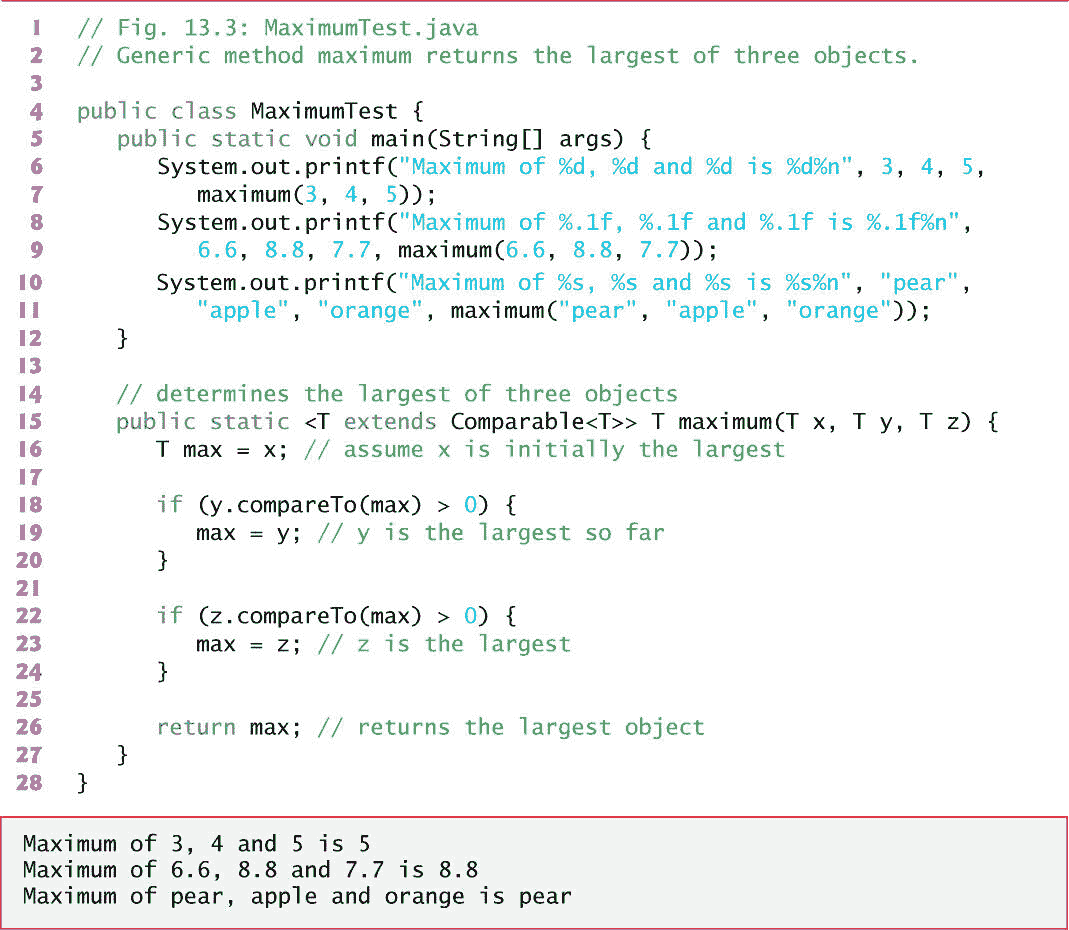 1 // Fig. 13.3: MaximumTest.java
2 // Generic method maximum returns the largest of three objects.
3
4 public class MaximumTest {
5    public static void main(String[] args) {
6       System.out.printf("Maximum of %d, %d and %d is %d%n", 3, 4, 5,
7          maximum(3, 4, 5));
8       System.out.printf("Maximum of %.1f, %.1f and %.1f is %.1f%n",
9          6.6, 8.8, 7.7, maximum(6.6, 8.8, 7.7));
10       System.out.printf("Maximum of %s, %s and %s is %s%n", "pear",
11          "apple", "orange", maximum("pear", "apple", "orange"));
12    }
13
14    // determines the largest of three objects
15    public static <T extends Comparable<T>> T maximum(T x, T y, T z) {
16       T max = x; // assume x is initially the largest
17
18       if (y.compareTo(max) > 0) {
19          max = y; // y is the largest so far
20       }
21
22       if (z.compareTo(max) > 0) {
23          max = z; // z is the largest
24       }
25
26       return max; // returns the largest object
27    }
28 }
Maximum of 3, 4 and 5 is 5
Maximum of 6.6, 8.8 and 7.7 is 8.8
Maximum of pear, apple and orange is pear